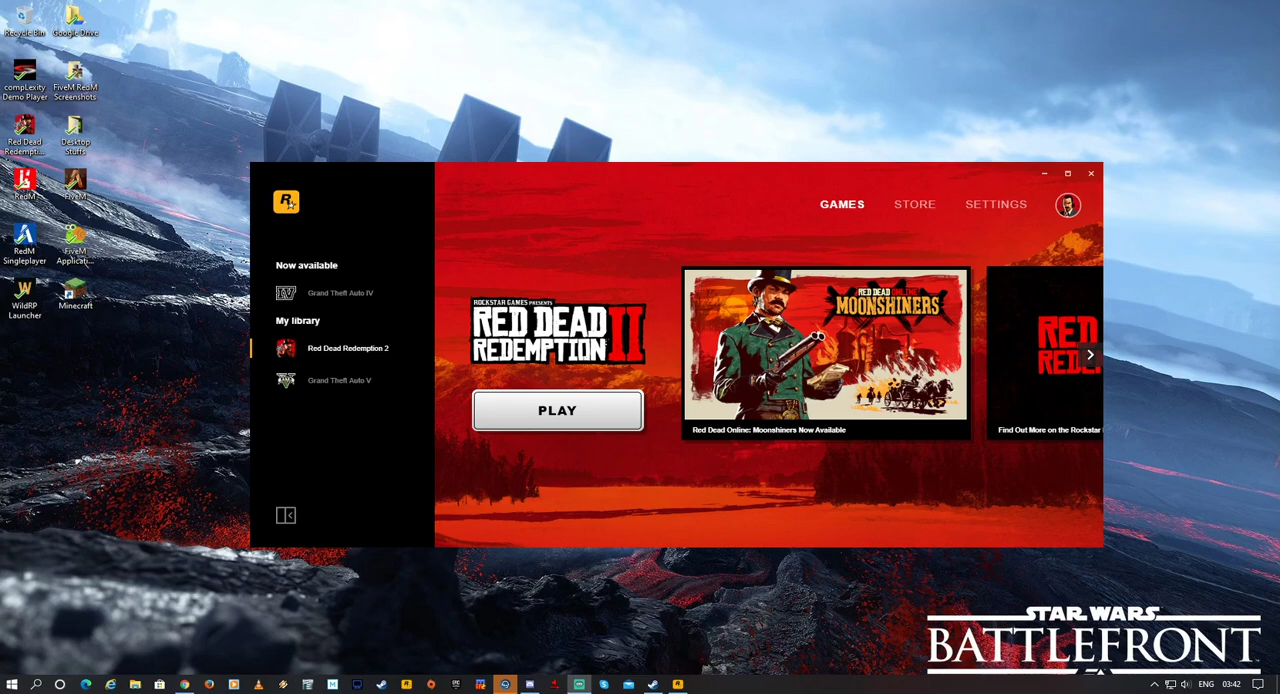 Recycle Bin
Google Drive
compLexity
Demo Player
FiveM RedM
Screenshots
Red Dead
Redempti...
Desktop
Stuffs
RedM
FiveM
RedM
Singleplayer
FiveM
Applicati...
WildRP
Launcher
Minecraft
R
Now available
IV
Grand Theft Auto IV
My library
Red Dead Redemption 2
V
Grand Theft Auto V
GAMES
STORE
SETTINGS
ROCKSTAR GAMES PRESENTS
RED DEAD
REDEMPTION II
PLAY
RED DEAD ONLINE
MOONSHINERS
Red Dead Online: Moonshiners Now Available
RED
Find Out More on the Rockstar
STAR WARS
BATTLEFRONT
EA
ENG
03:42